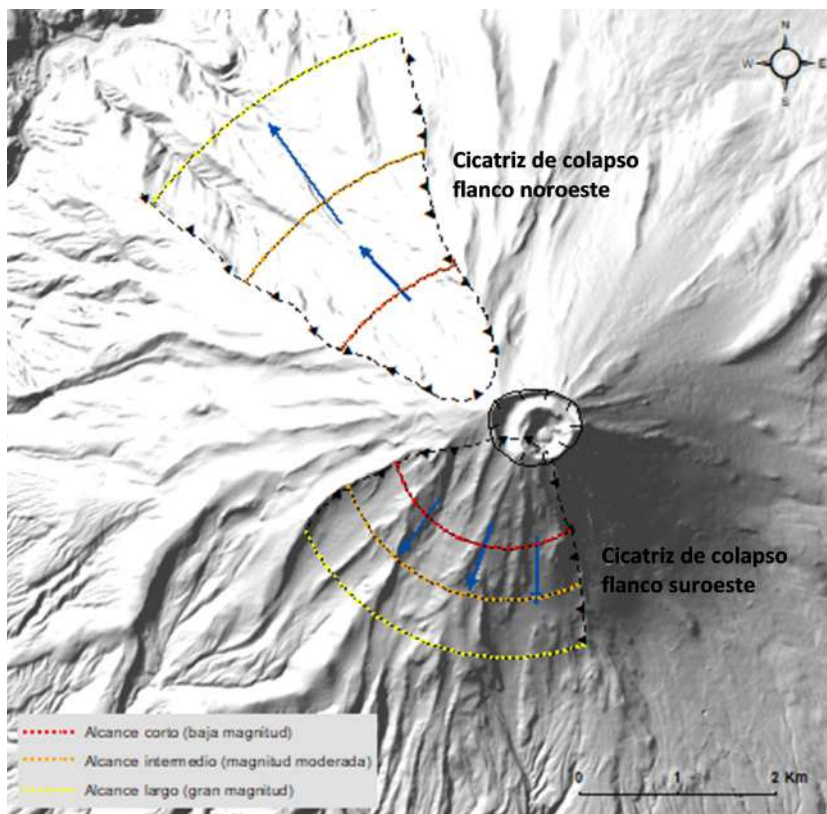 N
W E
S
Cicatriz de colapso
flanco noroeste
Cicatriz de colapso
flanco suroeste
Alcance corto (baja magnitud)
Alcance intermedio (magnitud moderada)
Alcance largo (gran magnitud)
0 1 2 Km